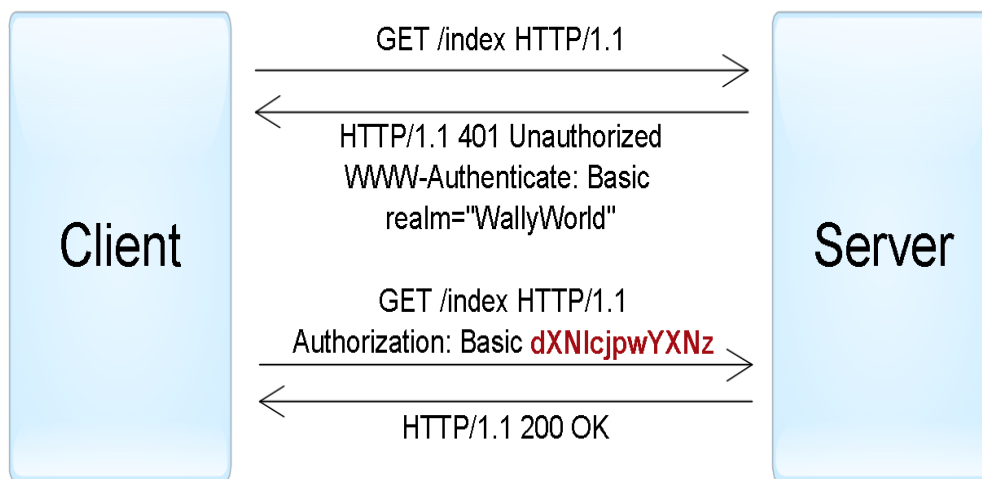 GET /index HTTP/1.1
HTTP/1.1 401 Unauthorized
WWW-Authenticate: Basic
realm="WallyWorld"
Client
Server
GET /index HTTP/1.1
Authorization: Basic dXNlcjpwYXNz
HTTP/1.1 200 OK